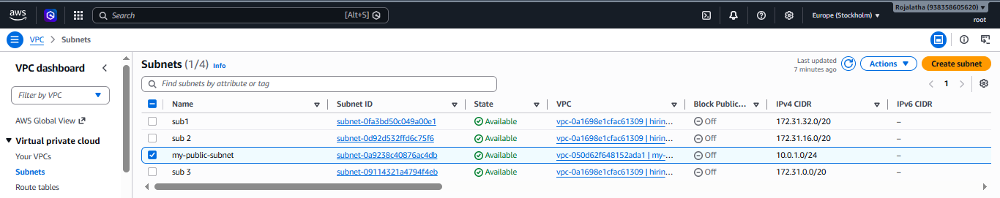 aws Search [Alt+S] Europe (Stockholm) Rojalatha (938358605620)
root
VPC Subnets
VPC dashboard
Filter by VPC
AWS Global View
Virtual private cloud
Your VPCs
Subnets
Route tables
Subnets (1/4) Info
Last updated
7 minutes ago
Actions Create subnet
Find subnets by attribute or tag
1
Name Subnet ID State VPC Block Public... IPv4 CIDR IPv6 CIDR
sub1 subnet-0fa3bd50c049a00e1 Available vpc-0a1698e1cfac61309 | hirin... Off 172.31.32.0/20 –
sub 2 subnet-0d92d532ffd6c75f6 Available vpc-0a1698e1cfac61309 | hirin... Off 172.31.16.0/20 –
my-public-subnet subnet-0a9238c40876ac4db Available vpc-050d62f648152ada1 | my-... Off 10.0.1.0/24 –
sub 3 subnet-09114321a4794f4eb Available vpc-0a1698e1cfac61309 | hirin... Off 172.31.0.0/20 –